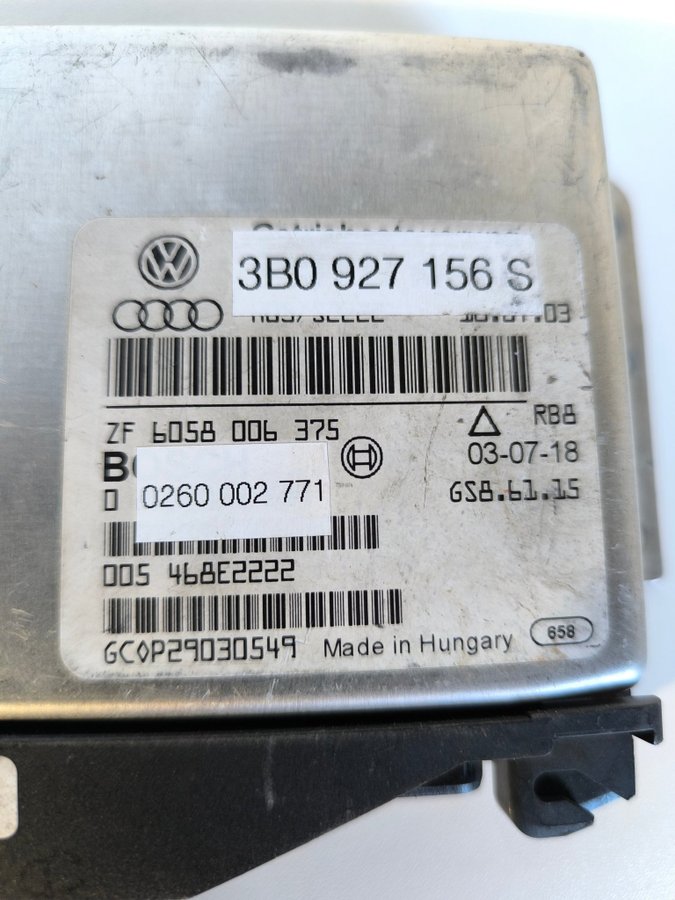 3B0 927 156 S
ZF 6058 006 375
RB8
03-07-18
0
0260 002 771
GS8.61.15
005 468E2222
GC0P29030549
Made in Hungary
658